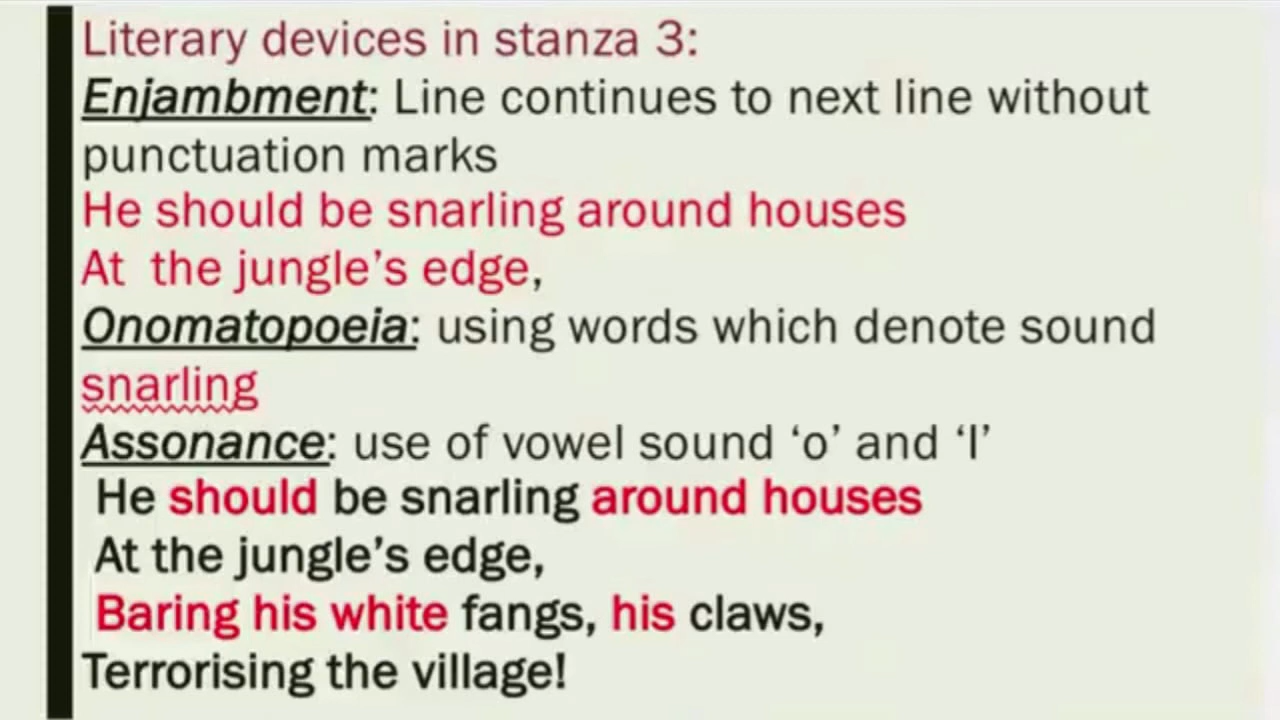 Literary devices in stanza 3:
Enjambment: Line continues to next line without
punctuation marks
He should be snarling around houses
At  the jungle’s edge,
Onomatopoeia: using words which denote sound
snarling
Assonance: use of vowel sound ‘o’ and ‘I’
He should be snarling around houses
At the jungle’s edge,
Baring his white fangs, his claws,
Terrorising the village!